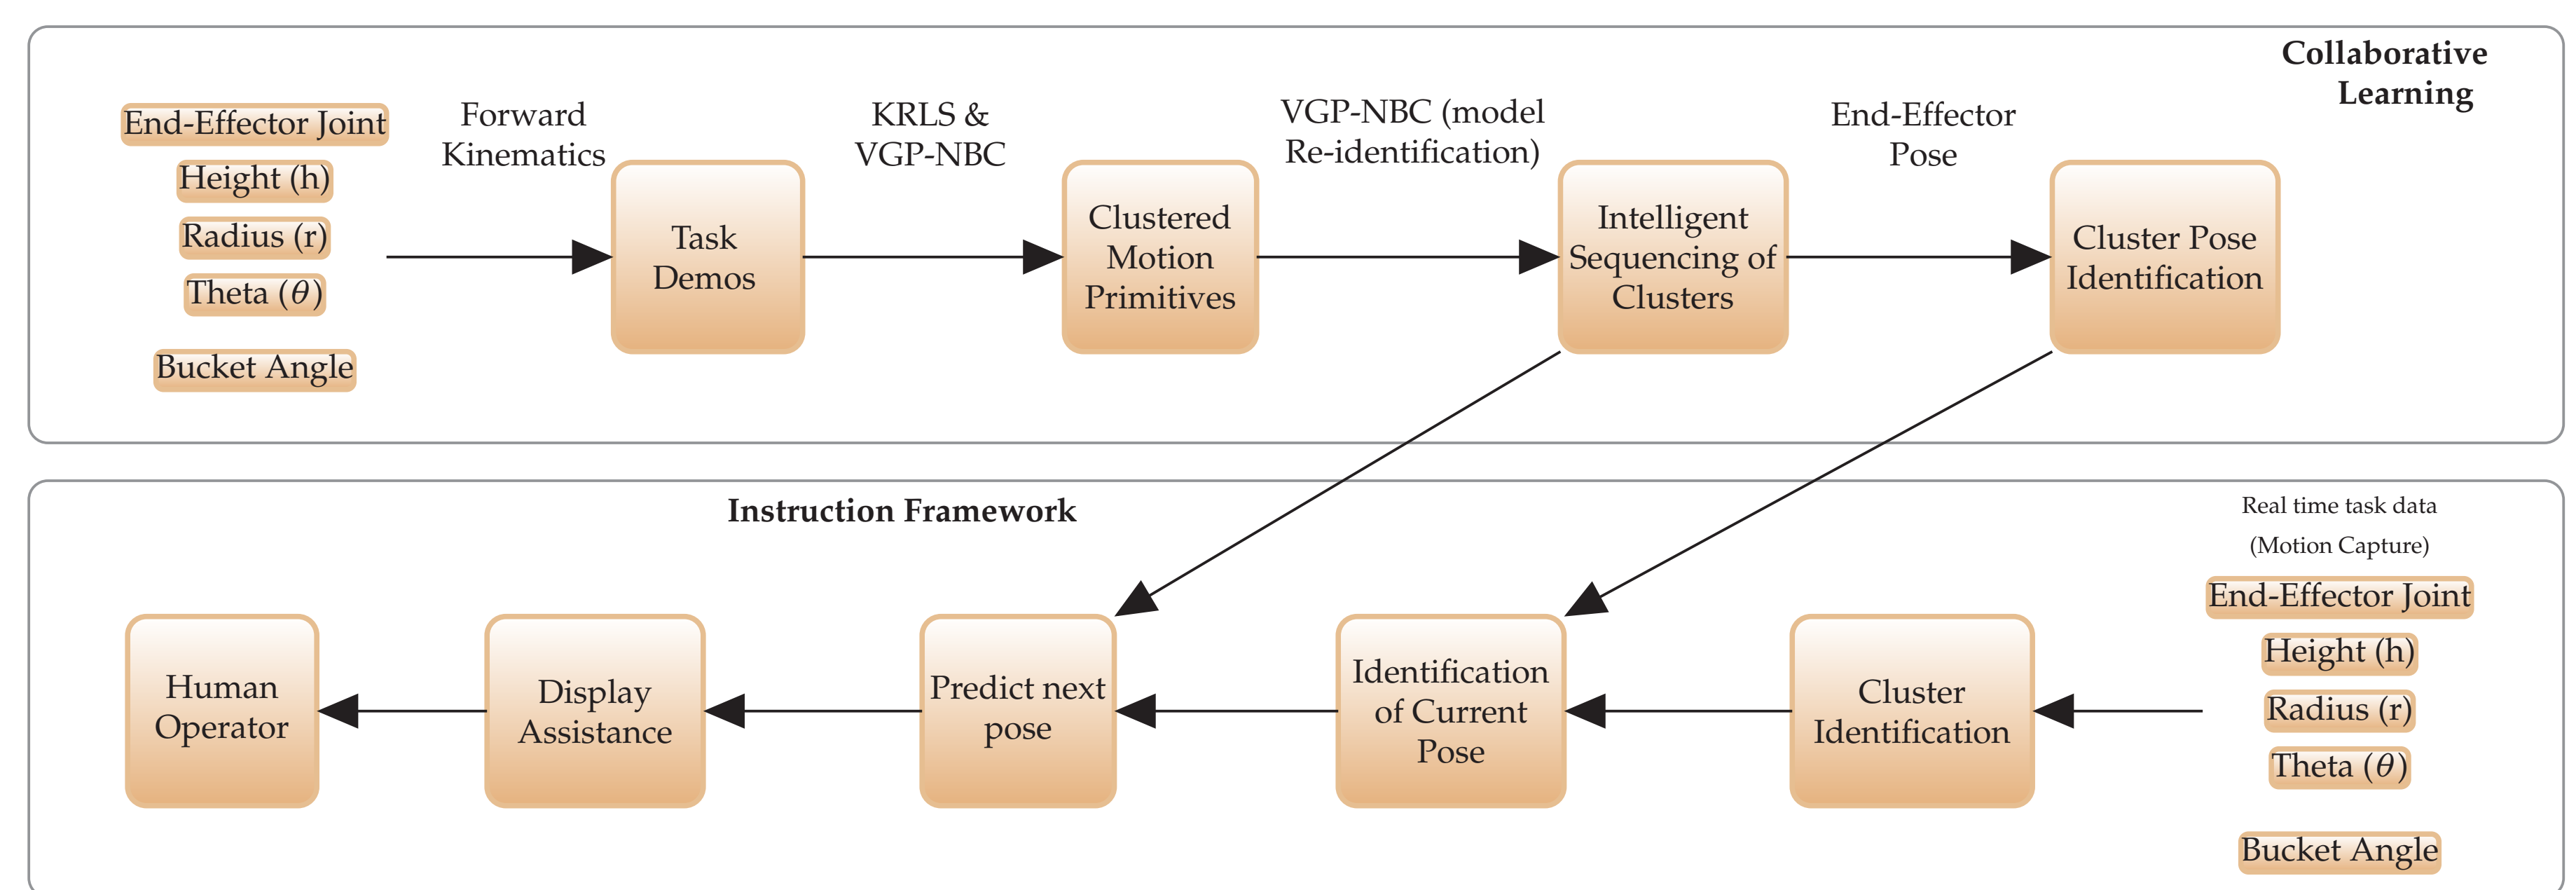 Collaborative
Learning
End-Effector Joint
Height (h)
Radius (r)
Theta (θ)
Bucket Angle
Forward
Kinematics
Task
Demos
KRLS &
VGP-NBC
Clustered
Motion
Primitives
VGP-NBC (model
Re-identification)
Intelligent
Sequencing of
Clusters
End-Effector
Pose
Cluster Pose
Identification
Instruction Framework
Real time task data
(Motion Capture)
End-Effector Joint
Height (h)
Radius (r)
Theta (θ)
Bucket Angle
Cluster
Identification
Identification
of Current
Pose
Predict next
pose
Display
Assistance
Human
Operator